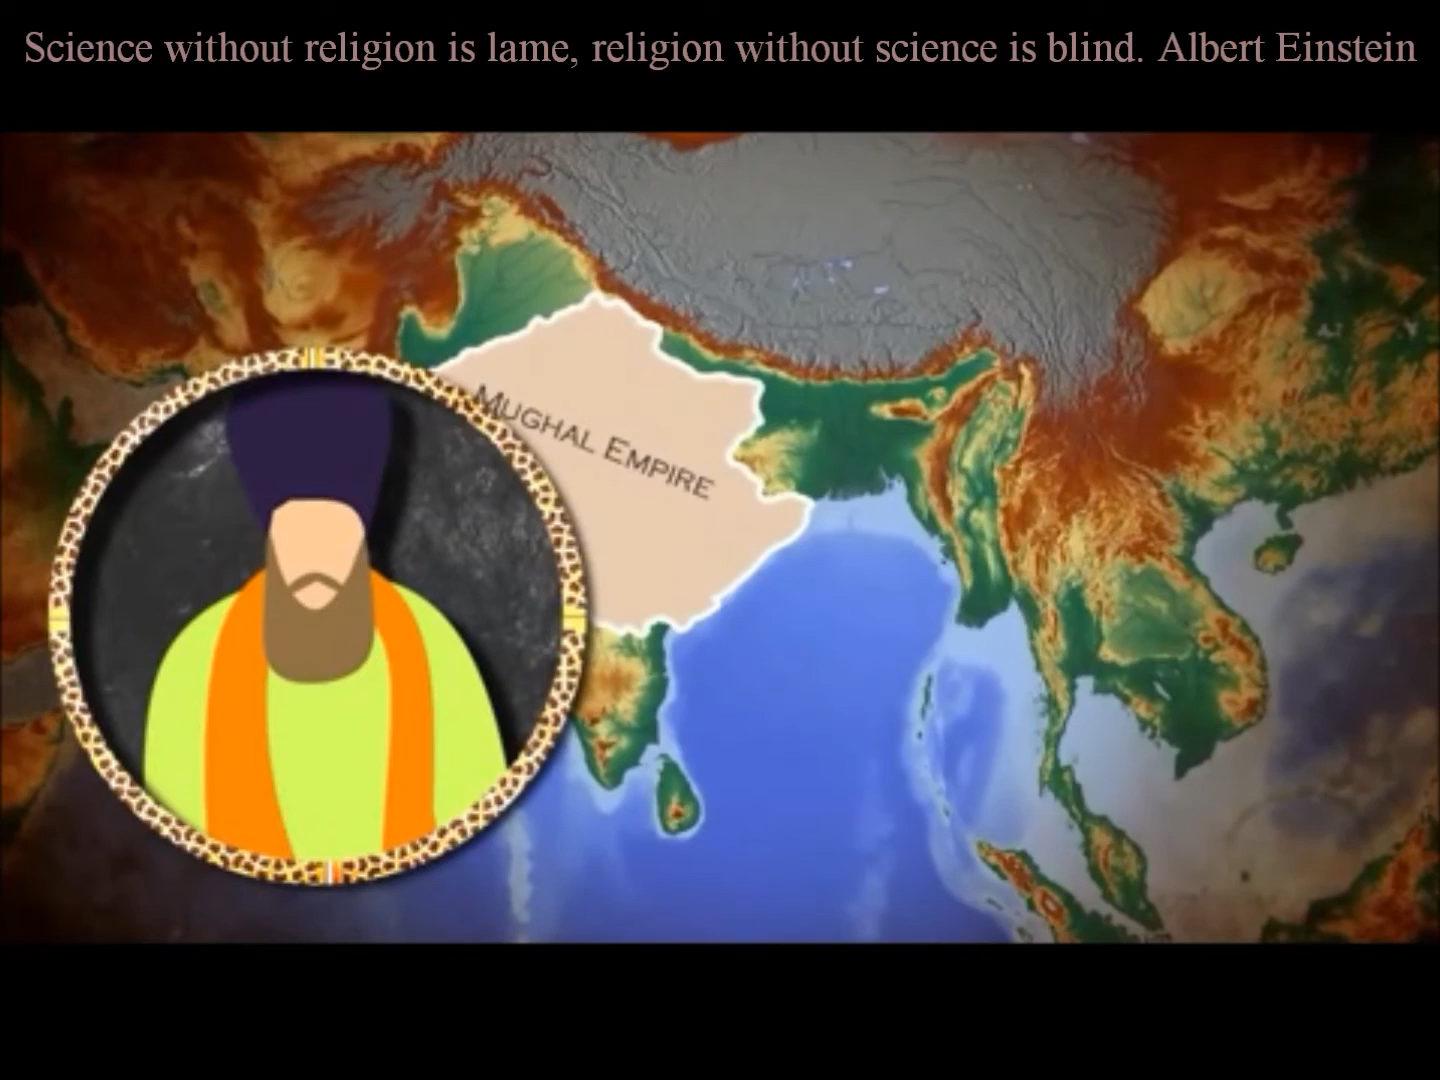 Science without religion is lame, religion without science is blind. Albert Einstein
MUGHAL EMPIRE